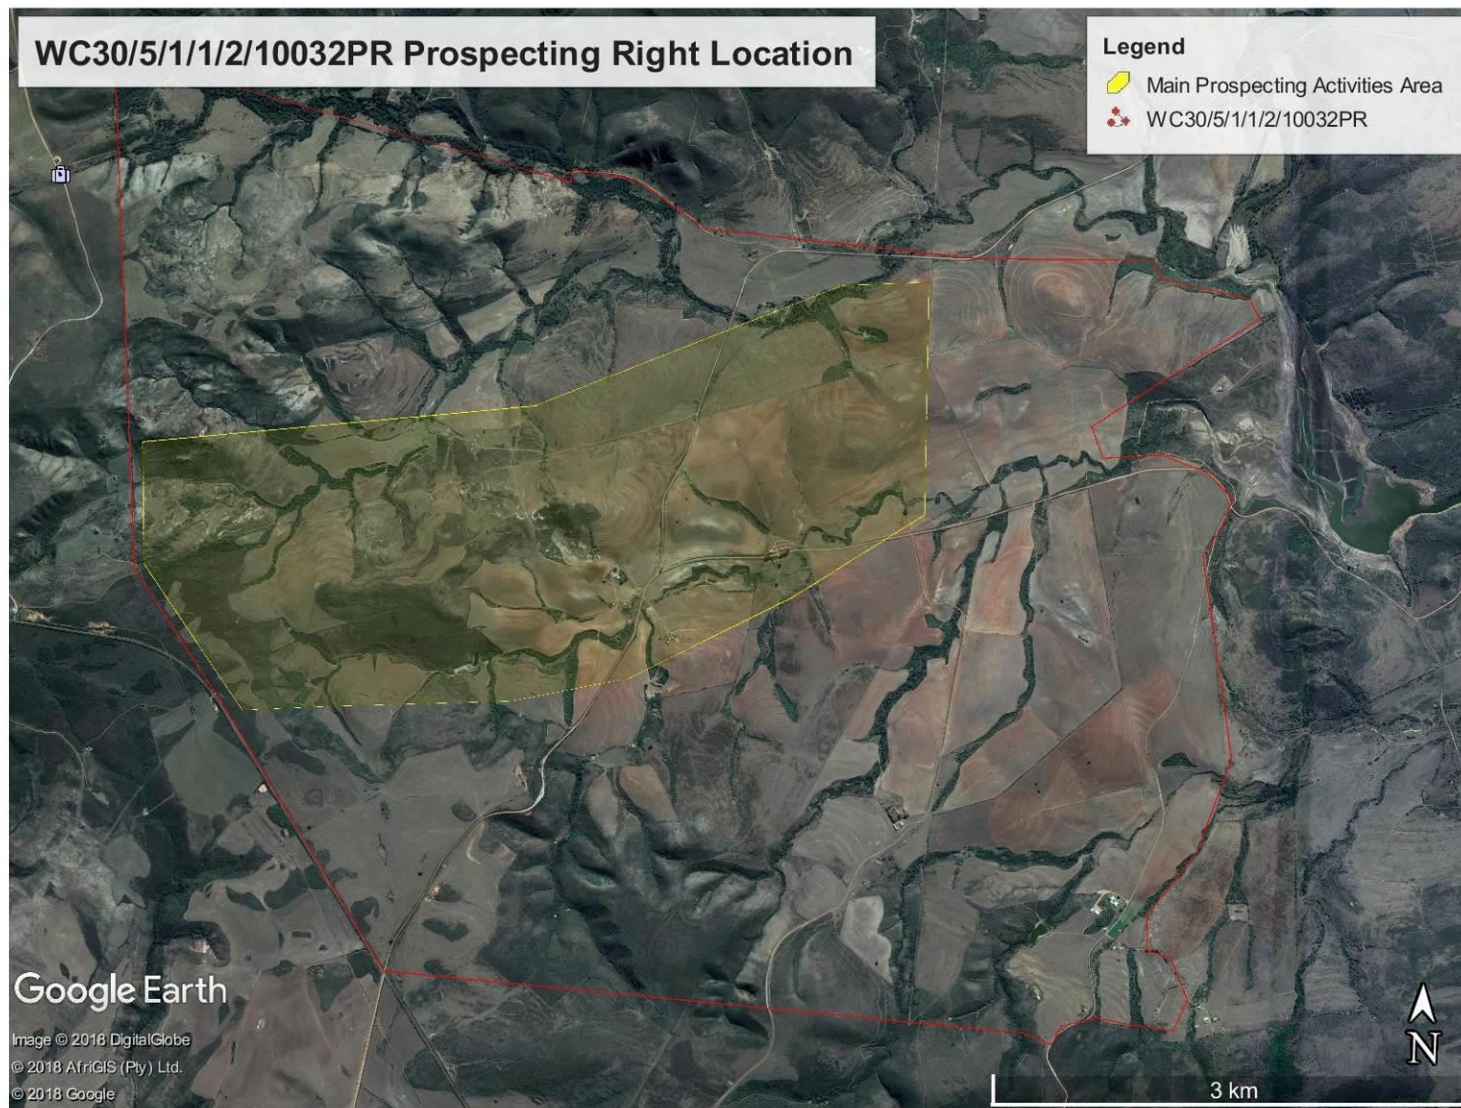 WC30/5/1/1/2/10032PR Prospecting Right Location
Legend
Main Prospecting Activities Area
WC30/5/1/1/2/10032PR
Google Earth
Image © 2018 DigitalGlobe
© 2018 AfriGIS (Pty) Ltd.
© 2018 Google
N
3 km